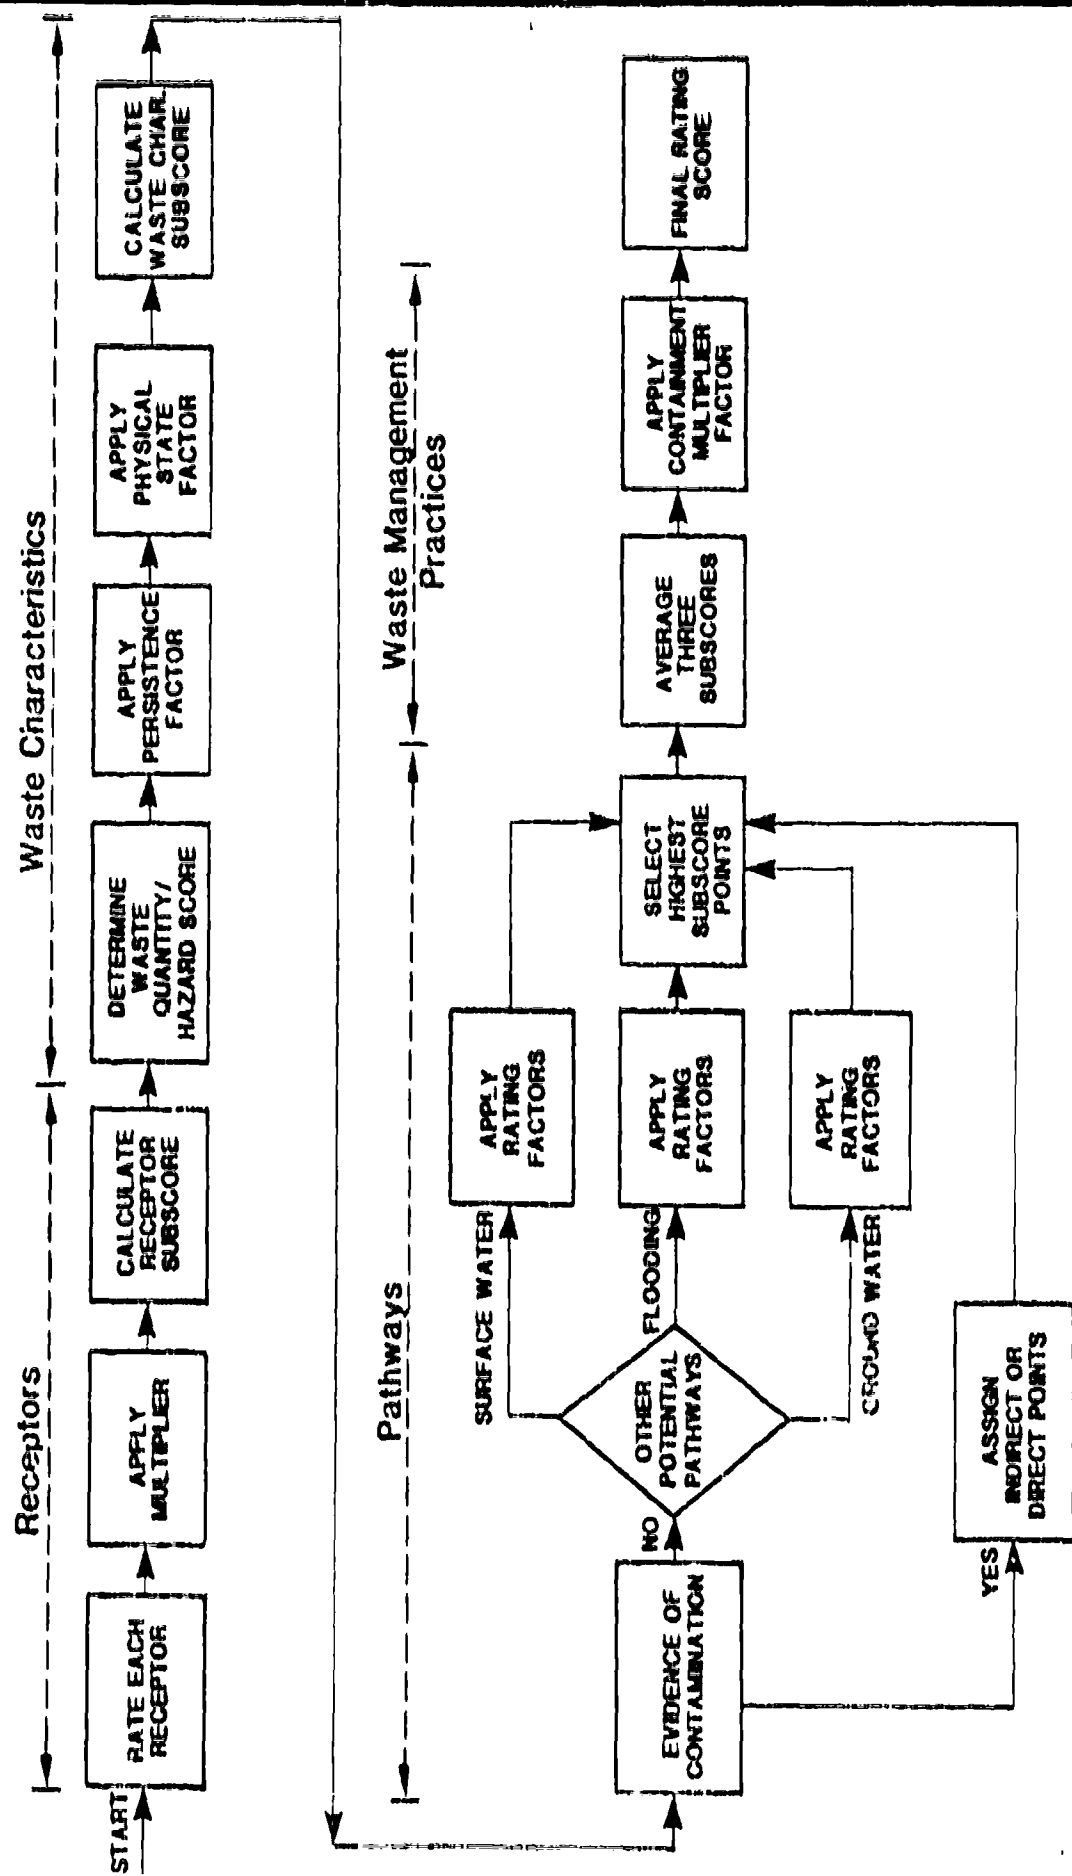 Receptors
Waste Characteristics
START
RATE EACH
RECEPTOR
APPLY
MULTIPLIER
CALCULATE
RECEPTOR
SUBSCORE
DETERMINE
WASTE
QUANTITY/
HAZARD SCORE
APPLY
PERSISTENCE
FACTOR
APPLY
PHYSICAL
STATE
FACTOR
CALCULATE
WASTE CHAR.
SUBSCORE
Pathways
Waste Management
Practices
EVIDENCE OF
CONTAMINATION
NO
YES
OTHER
POTENTIAL
PATHWAYS
SURFACE WATER
FLOODING
GROUND WATER
APPLY
RATING
FACTORS
APPLY
RATING
FACTORS
APPLY
RATING
FACTORS
ASSIGN
INDIRECT OR
DIRECT POINTS
SELECT
HIGHEST
SUBSCORE
POINTS
AVERAGE
THREE
SUBSCORES
APPLY
CONTAINMENT
MULTIPLIER
FACTOR
FINAL RATING
SCORE